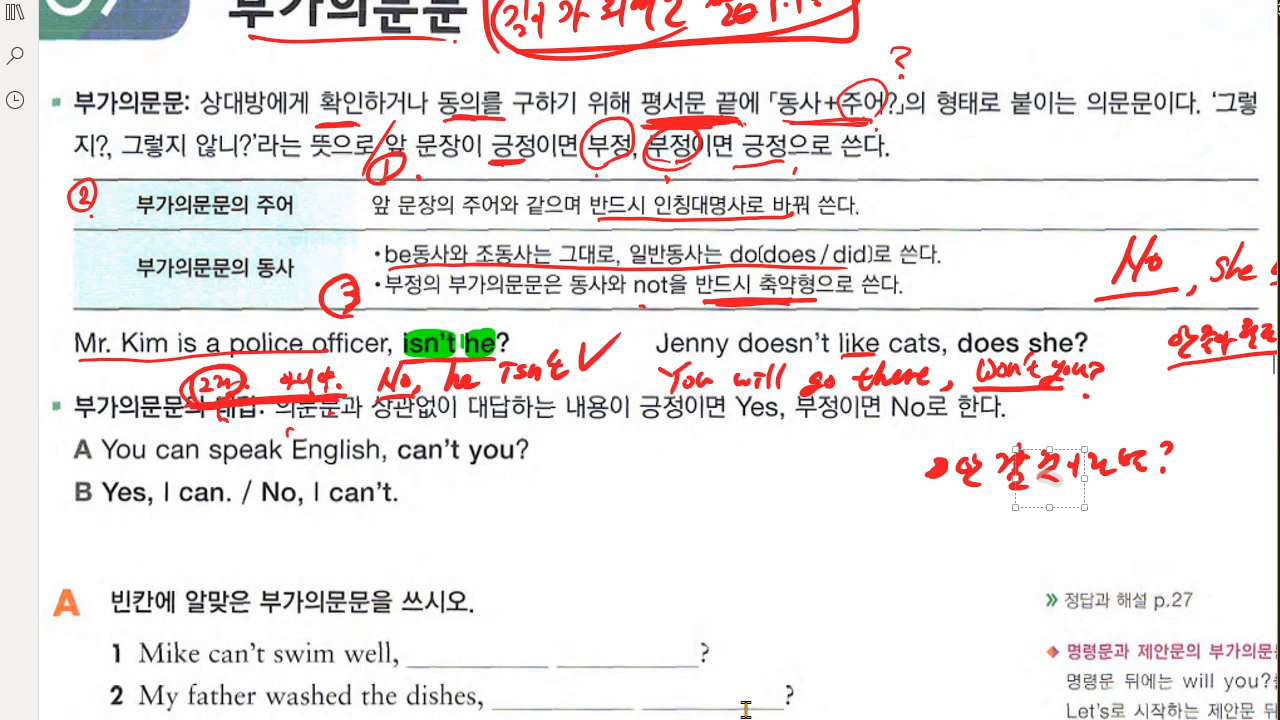 부가의문문
부가의문문: 상대방에게 확인하거나 동의를 구하기 위해 평서문 끝에 「동사+주어?」의 형태로 붙이는 의문문이다. ‘그렇
?
지?, 그렇지 않니?’라는 뜻으로 앞 문장이 긍정이면 부정, 부정이면 긍정으로 쓴다.
①
② 부가의문문의 주어 앞 문장의 주어와 같으며 반드시 인칭대명사로 바꿔 쓴다.
부가의문문의 동사
•be동사와 조동사는 그대로, 일반동사는 do(does/did)로 쓴다.
③ •부정의 부가의문문은 동사와 not을 반드시 축약형으로 쓴다.
No, she
Mr. Kim is a police officer, isn't he? Jenny doesn't like cats, does she?
No, he isn't You will go there, Won't you?
부가의문문의 대답: 의문문과 상관없이 대답하는 내용이 긍정이면 Yes, 부정이면 No로 한다.
A You can speak English, can't you?
B Yes, I can. / No, I can't.
A 빈칸에 알맞은 부가의문문을 쓰시오.
» 정답과 해설 p.27
1 Mike can't swim well, ________ ________?
2 My father washed the dishes, ________ ________?
명령문과 제안문의 부가의문문
명령문 뒤에는 will you?를
Let's로 시작하는 제안문 뒤